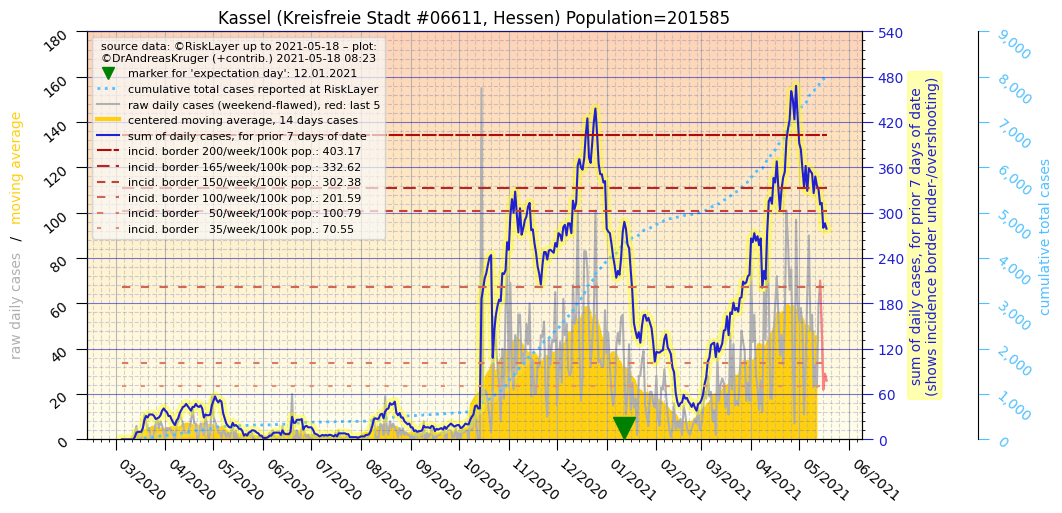 Kassel (Kreisfreie Stadt #06611, Hessen) Population=201585
source data: ©RiskLayer up to 2021-05-18 – plot:
©DrAndreasKruger (+contrib.) 2021-05-18 08:23
marker for 'expectation day': 12.01.2021
cumulative total cases reported at RiskLayer
raw daily cases (weekend-flawed), red: last 5
centered moving average, 14 days cases
sum of daily cases, for prior 7 days of date
incid. border 200/week/100k pop.: 403.17
incid. border 165/week/100k pop.: 332.62
incid. border 150/week/100k pop.: 302.38
incid. border 100/week/100k pop.: 201.59
incid. border   50/week/100k pop.: 100.79
incid. border   35/week/100k pop.: 70.55
raw daily cases / moving average
180
160
140
120
100
80
60
40
20
0
03/2020
04/2020
05/2020
06/2020
07/2020
08/2020
09/2020
10/2020
11/2020
12/2020
01/2021
02/2021
03/2021
04/2021
05/2021
06/2021
540
480
420
360
300
240
180
120
60
0
sum of daily cases, for prior 7 days of date
(shows incidence border under-/overshooting)
9,000
8,000
7,000
6,000
5,000
4,000
3,000
2,000
1,000
0
cumulative total cases